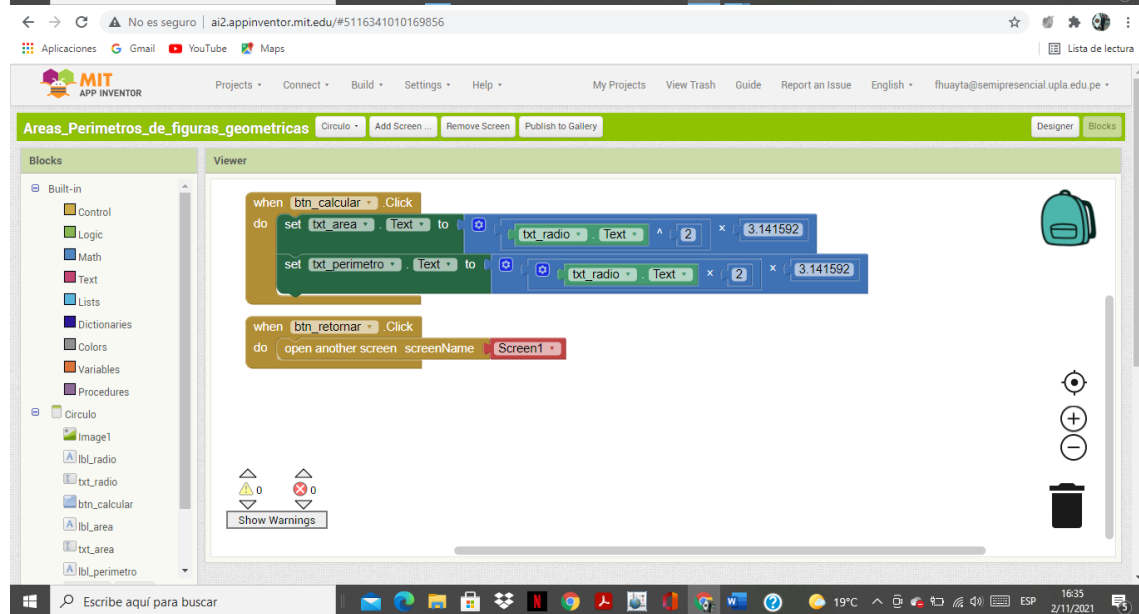 No es seguro ai2.appinventor.mit.edu/#5116341010169856
Aplicaciones Gmail YouTube Maps Lista de lectura
MIT APP INVENTOR Projects Connect Build Settings Help My Projects View Trash Guide Report an Issue English fhuayta@semipresencial.upla.edu.pe
Areas_Perimetros_de_figuras_geometricas Circulo Add Screen ... Remove Screen Publish to Gallery Designer Blocks
Blocks Viewer
Built-in
Control
Logic
Math
Text
Lists
Dictionaries
Colors
Variables
Procedures
Circulo
Image1
lbl_radio
txt_radio
btn_calcular
lbl_area
txt_area
lbl_perimetro
when btn_calcular .Click
do set txt_area . Text to txt_radio . Text ^ 2 × 3.141592
set txt_perimetro . Text to txt_radio . Text × 2 × 3.141592
when btn_retornar .Click
do open another screen screenName Screen1
0 0
Show Warnings
Escribe aquí para buscar 19°C ESP 16:35
2/11/2021 5